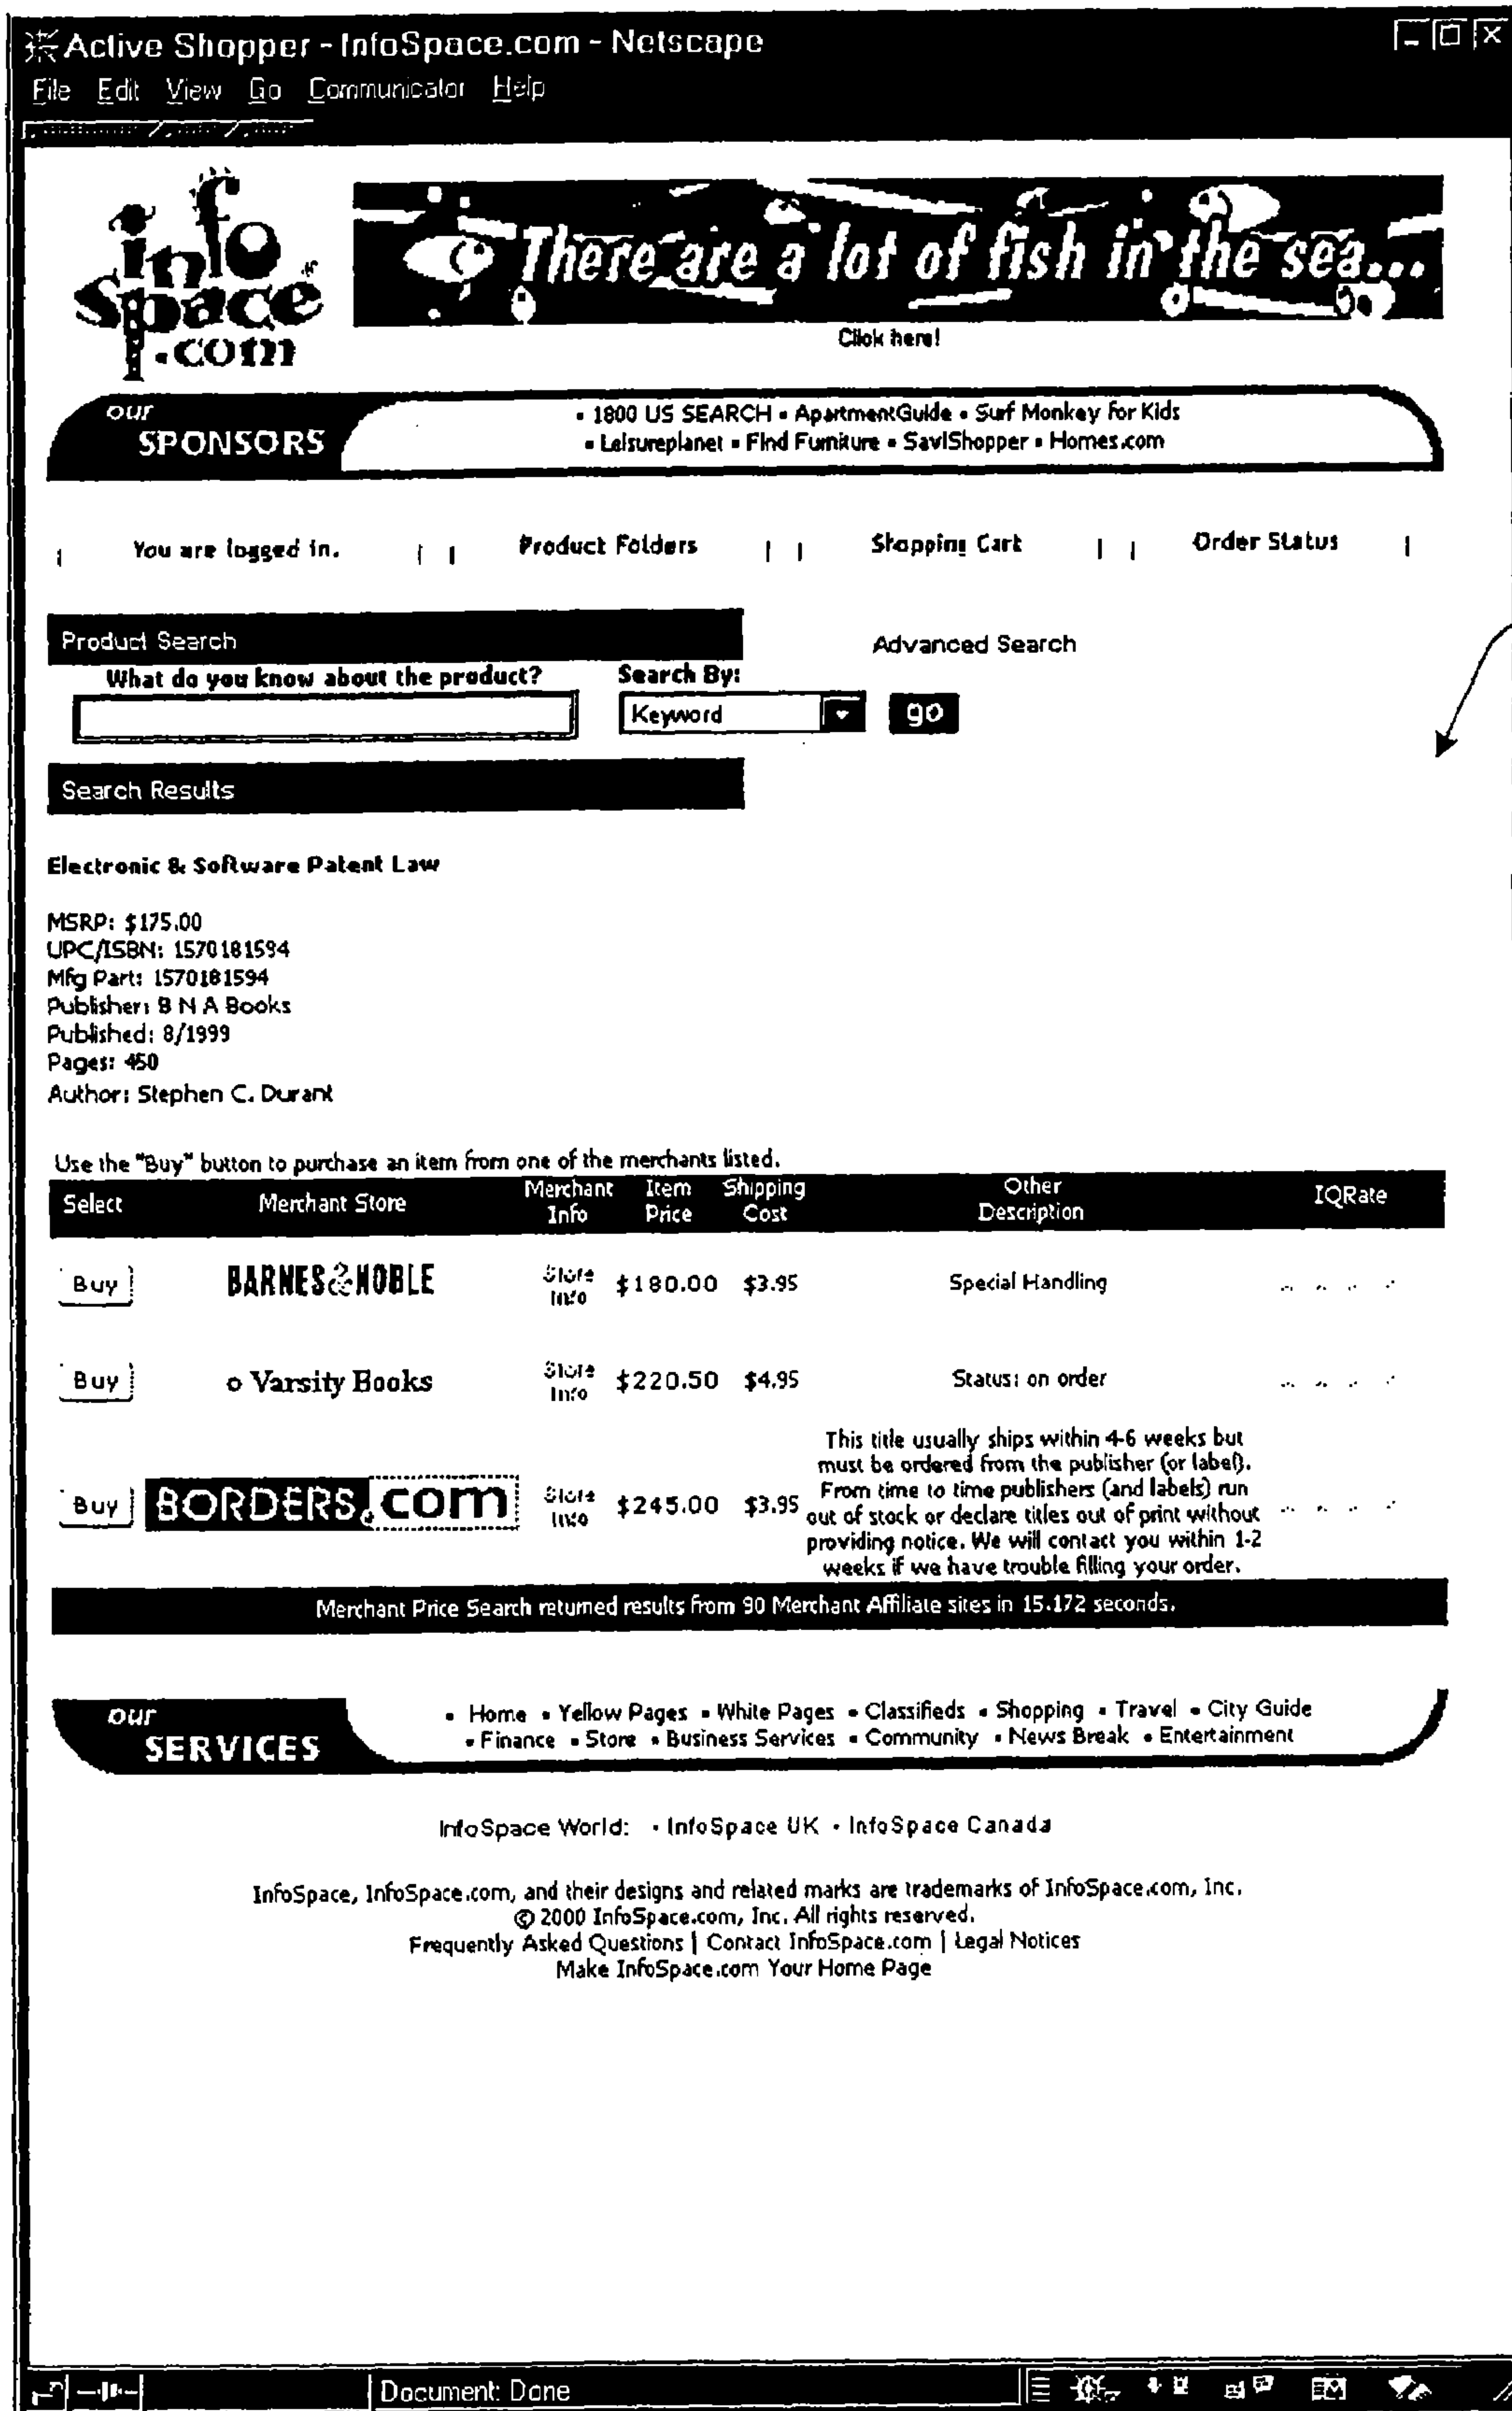 Active Shopper - InfoSpace.com - Netscape
File Edit View Go Communicator Help
info
Space
.com
There are a lot of fish in the sea...
Click here!
our
SPONSORS
▪ 1800 US SEARCH ▪ ApartmentGuide ▪ Surf Monkey for Kids
▪ Leisureplanet ▪ Find Furniture ▪ SaviShopper ▪ Homes.com
You are logged in. | | Product Folders | | Shopping Cart | | Order Status |
Product Search
Advanced Search
What do you know about the product? Search By:
Keyword go
Search Results
Electronic & Software Patent Law
MSRP: $175.00
UPC/ISBN: 1570181594
Mfg Part: 1570181594
Publisher: B N A Books
Published: 8/1999
Pages: 450
Author: Stephen C. Durant
Use the "Buy" button to purchase an item from one of the merchants listed.
Select Merchant Store Merchant Info Item Price Shipping Cost Other Description IQRate
Buy BARNES & NOBLE Store Info $180.00 $3.95 Special Handling
Buy Varsity Books Store Info $220.50 $4.95 Status: on order
Buy BORDERS.com Store Info $245.00 $3.95
This title usually ships within 4-6 weeks but
must be ordered from the publisher (or label).
From time to time publishers (and labels) run
out of stock or declare titles out of print without
providing notice. We will contact you within 1-2
weeks if we have trouble filling your order.
Merchant Price Search returned results from 90 Merchant Affiliate sites in 15.172 seconds.
our
SERVICES
▪ Home ▪ Yellow Pages ▪ White Pages ▪ Classifieds ▪ Shopping ▪ Travel ▪ City Guide
▪ Finance ▪ Store ▪ Business Services ▪ Community ▪ News Break ▪ Entertainment
InfoSpace World: ▪ InfoSpace UK ▪ InfoSpace Canada
InfoSpace, InfoSpace.com, and their designs and related marks are trademarks of InfoSpace.com, Inc.
© 2000 InfoSpace.com, Inc. All rights reserved.
Frequently Asked Questions | Contact InfoSpace.com | Legal Notices
Make InfoSpace.com Your Home Page
Document: Done